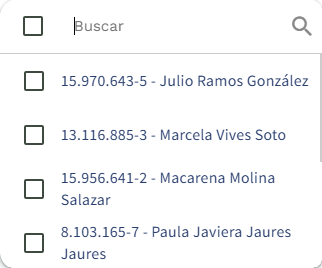 Buscar
15.970.643-5 - Julio Ramos González
13.116.885-3 - Marcela Vives Soto
15.956.641-2 - Macarena Molina
Salazar
8.103.165-7 - Paula Javiera Jaures
Jaures